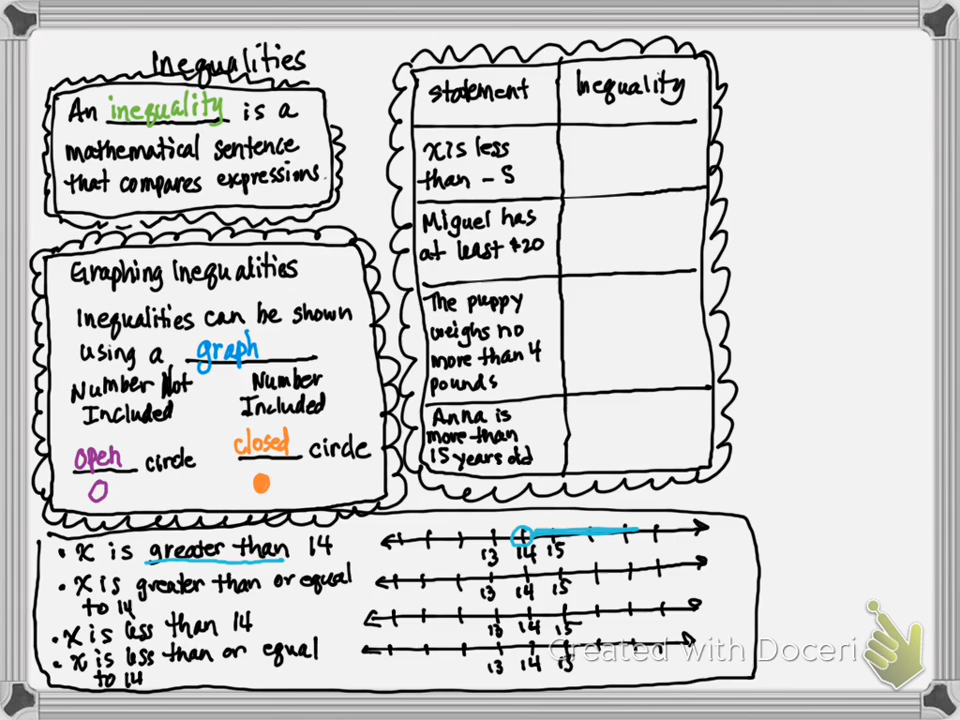 Inequalities
An inequality is a
mathematical sentence
that compares expressions.
Graphing Inequalities
Inequalities can be shown
using a graph
Number Not
Included
Number
Included
open circle
closed circle
statement
Inequality
x is less
than -5
Miguel has
at least $20
The puppy
weighs no
more than 4
pounds
Anna is
more than
15 years old
• x is greater than 14
13 14 15
• x is greater than or equal
to 14
13 14 15
• x is less than 14
13 14 15
• x is less than or equal
to 14
13 14 15
Created with Doceri